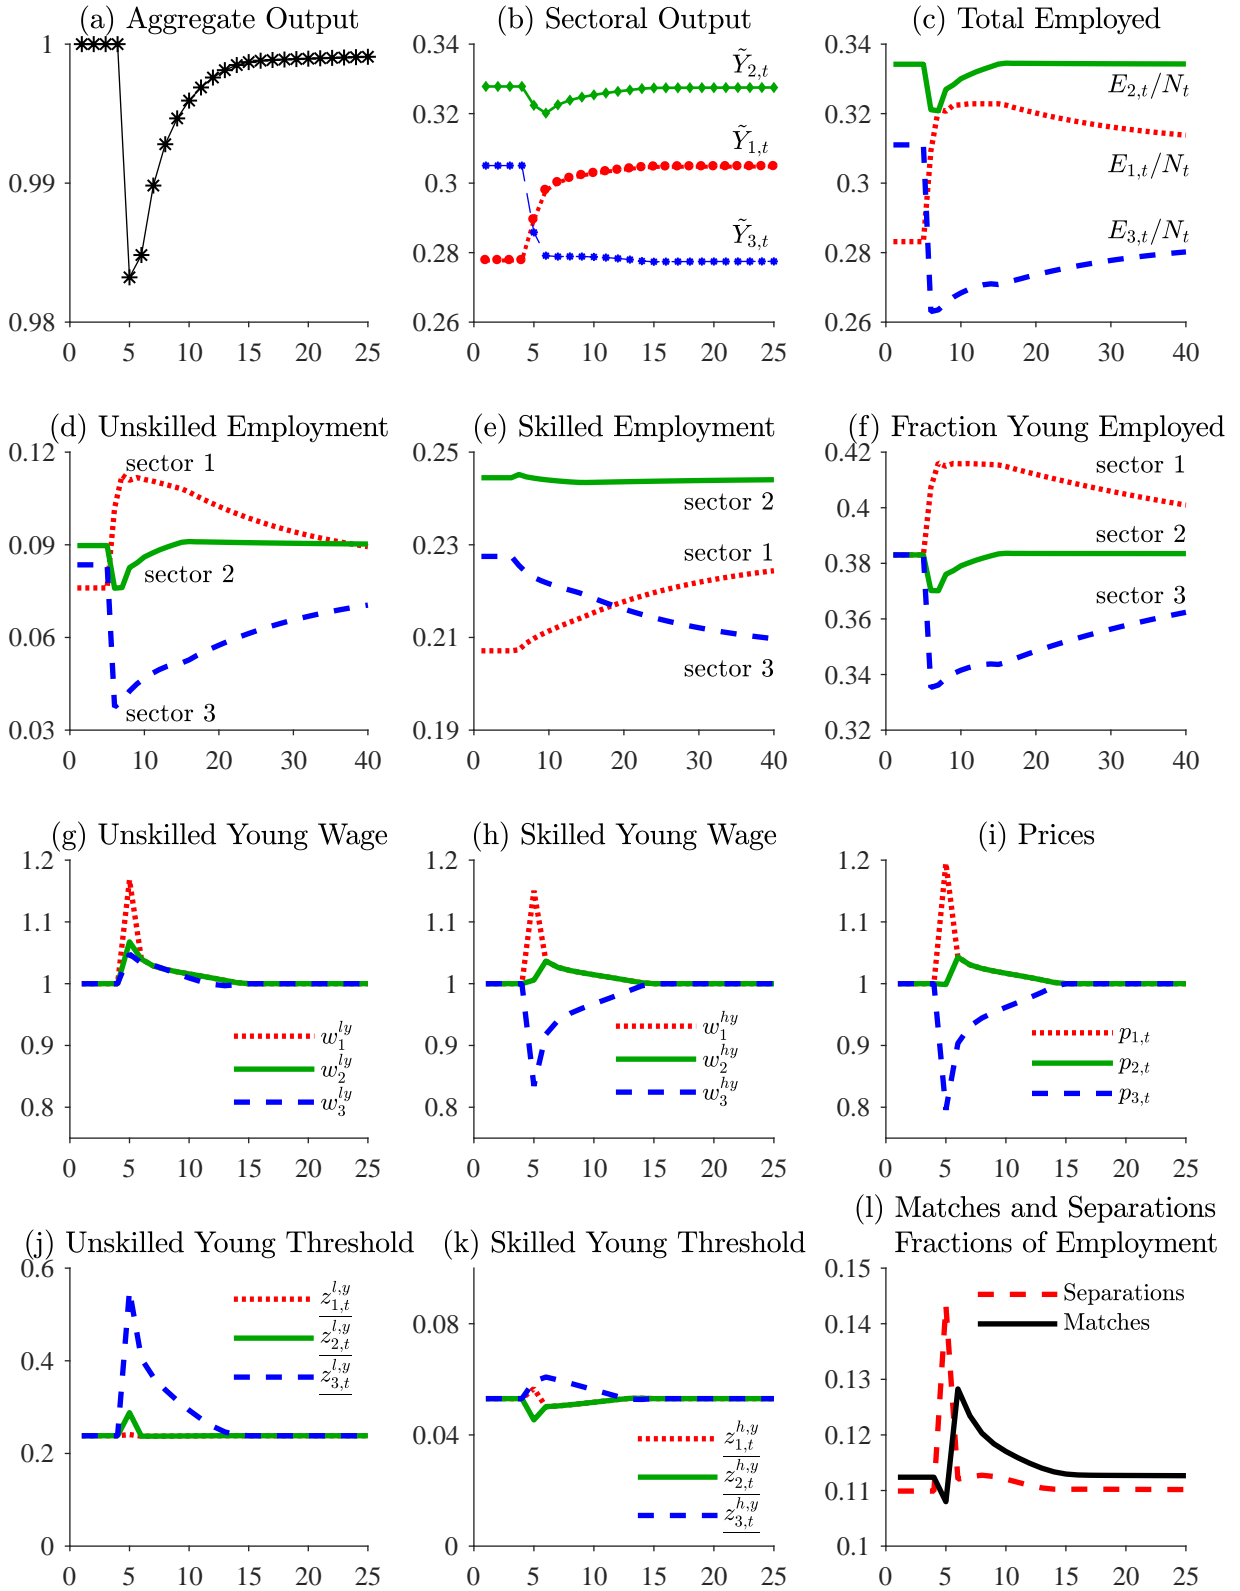 (a) Aggregate Output
(b) Sectoral Output
(c) Total Employed
1
0.99
0.98
0 5 10 15 20 25
0.34
0.32
0.3
0.28
0.26
Ỹ2,t
Ỹ1,t
Ỹ3,t
0 5 10 15 20 25
0.34
0.32
0.3
0.28
0.26
E2,t/Nt
E1,t/Nt
E3,t/Nt
0 10 20 30 40
(d) Unskilled Employment
(e) Skilled Employment
(f) Fraction Young Employed
0.12
0.09
0.06
0.03
sector 1
sector 2
sector 3
0 10 20 30 40
0.25
0.23
0.21
0.19
sector 2
sector 1
sector 3
0 10 20 30 40
0.42
0.4
0.38
0.36
0.34
0.32
sector 1
sector 2
sector 3
0 10 20 30 40
(g) Unskilled Young Wage
(h) Skilled Young Wage
(i) Prices
1.2
1.1
1
0.9
0.8
w1^ly
w2^ly
w3^ly
0 5 10 15 20 25
1.2
1.1
1
0.9
0.8
w1^hy
w2^hy
w3^hy
0 5 10 15 20 25
1.2
1.1
1
0.9
0.8
p1,t
p2,t
p3,t
0 5 10 15 20 25
(j) Unskilled Young Threshold
(k) Skilled Young Threshold
(l) Matches and Separations
Fractions of Employment
0.6
0.4
0.2
0
z1,t^l,y
z2,t^l,y
z3,t^l,y
0 5 10 15 20 25
0.08
0.04
0
z1,t^h,y
z2,t^h,y
z3,t^h,y
0 5 10 15 20 25
0.15
0.14
0.13
0.12
0.11
0.1
Separations
Matches
0 5 10 15 20 25